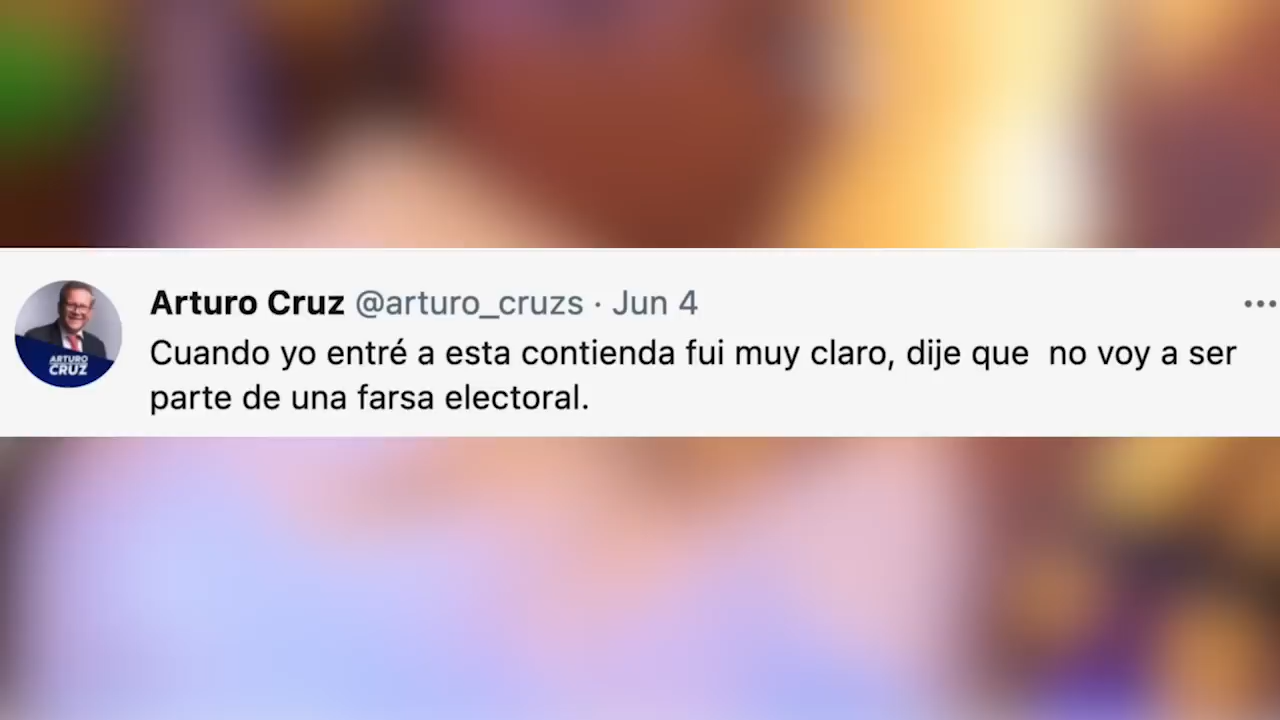 Arturo Cruz @arturo_cruzs · Jun 4
Cuando yo entré a esta contienda fui muy claro, dije que  no voy a ser
parte de una farsa electoral.
ARTURO
CRUZ